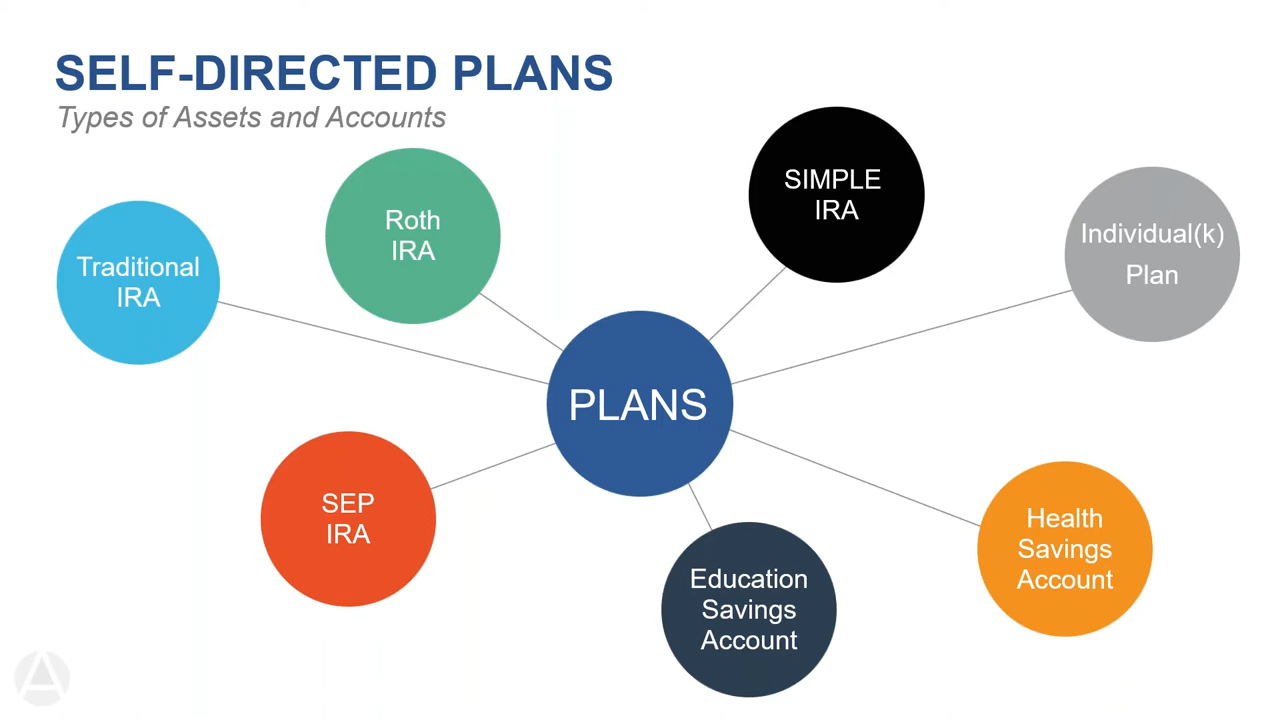 SELF-DIRECTED PLANS
Types of Assets and Accounts
Traditional
IRA
Roth
IRA
SIMPLE
IRA
Individual(k)
Plan
PLANS
SEP
IRA
Education
Savings
Account
Health
Savings
Account